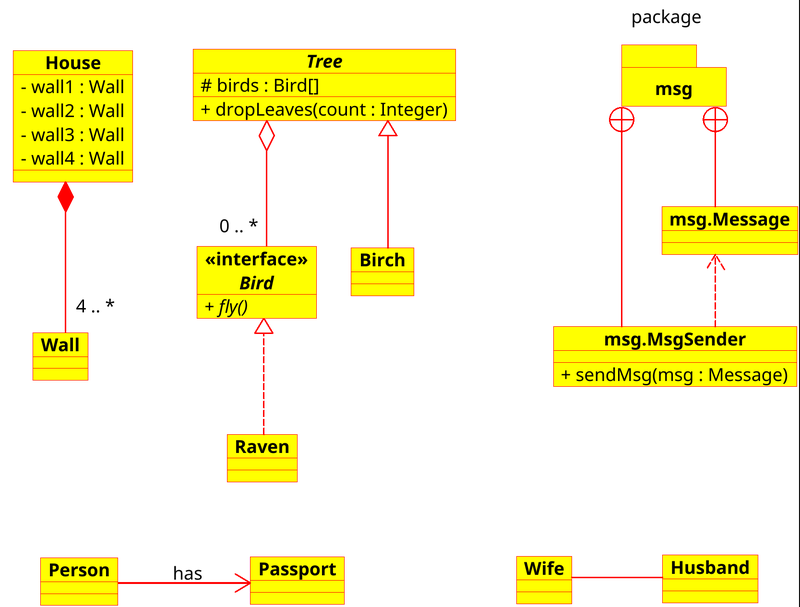 package
House
- wall1 : Wall
- wall2 : Wall
- wall3 : Wall
- wall4 : Wall
4 .. *
Wall
Tree
# birds : Bird[]
+ dropLeaves(count : Integer)
0 .. *
«interface»
Bird
+ fly()
Birch
Raven
msg
msg.Message
msg.MsgSender
+ sendMsg(msg : Message)
Person
has
Passport
Wife
Husband